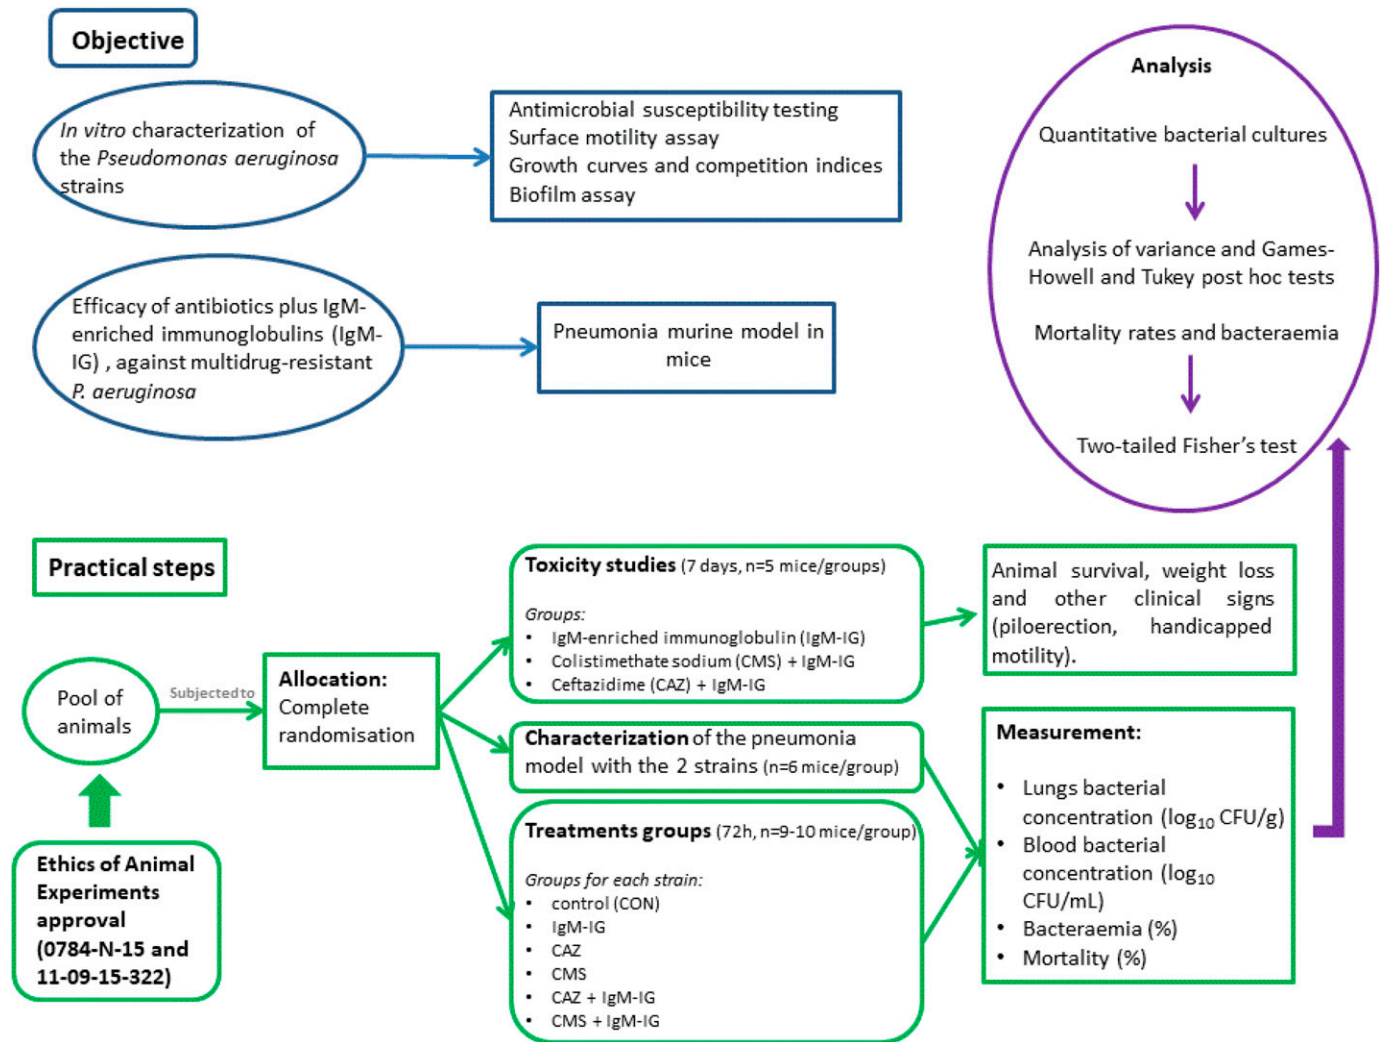 Objective
In vitro characterization of
the Pseudomonas aeruginosa
strains
Antimicrobial susceptibility testing
Surface motility assay
Growth curves and competition indices
Biofilm assay
Efficacy of antibiotics plus IgM-
enriched immunoglobulins (IgM-
IG) , against multidrug-resistant
P. aeruginosa
Pneumonia murine model in
mice
Analysis
Quantitative bacterial cultures
Analysis of variance and Games-
Howell and Tukey post hoc tests
Mortality rates and bacteraemia
Two-tailed Fisher's test
Practical steps
Pool of
animals
Subjected to
Ethics of Animal
Experiments
approval
(0784-N-15 and
11-09-15-322)
Allocation:
Complete
randomisation
Toxicity studies (7 days, n=5 mice/groups)
Groups:
• IgM-enriched immunoglobulin (IgM-IG)
• Colistimethate sodium (CMS) + IgM-IG
• Ceftazidime (CAZ) + IgM-IG
Characterization of the pneumonia
model with the 2 strains (n=6 mice/group)
Treatments groups (72h, n=9-10 mice/group)
Groups for each strain:
• control (CON)
• IgM-IG
• CAZ
• CMS
• CAZ + IgM-IG
• CMS + IgM-IG
Animal survival, weight loss
and other clinical signs
(piloerection, handicapped
motility).
Measurement:
• Lungs bacterial
concentration (log10 CFU/g)
• Blood bacterial
concentration (log10
CFU/mL)
• Bacteraemia (%)
• Mortality (%)